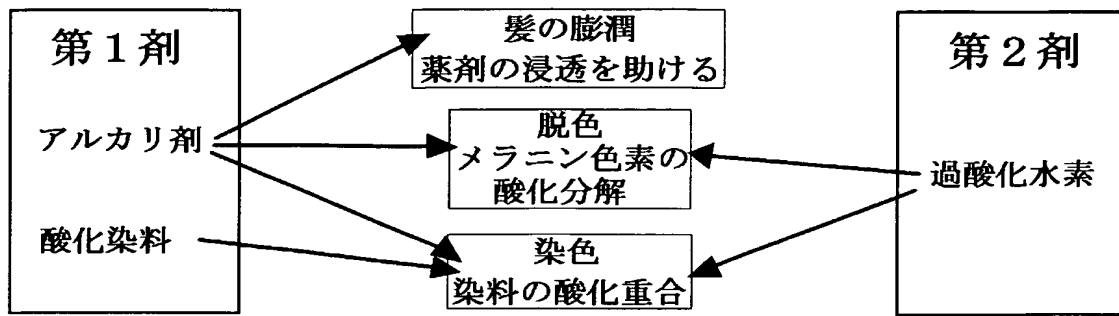 第1剤
アルカリ剤
酸化染料
髪の膨潤
薬剤の浸透を助ける
脱色
メラニン色素の
酸化分解
染色
染料の酸化重合
第2剤
過酸化水素